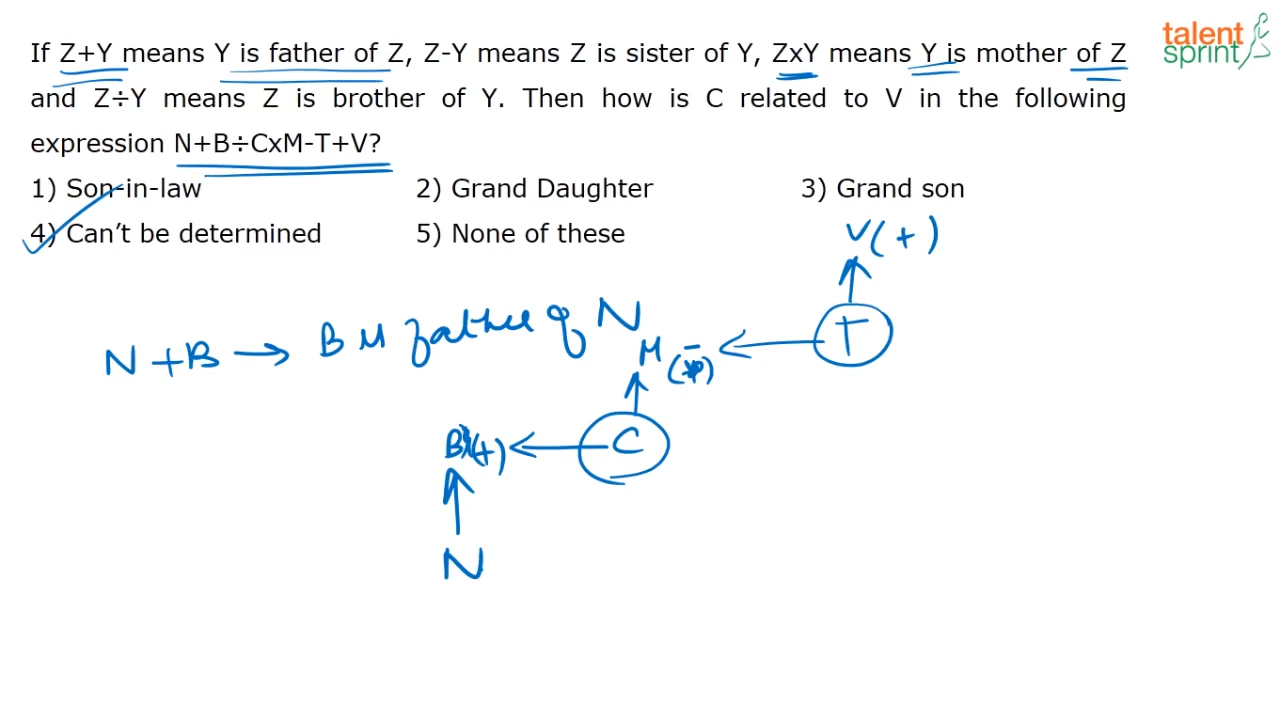 talent
sprint
If Z+Y means Y is father of Z, Z-Y means Z is sister of Y, ZxY means Y is mother of Z
and Z÷Y means Z is brother of Y. Then how is C related to V in the following
expression N+B÷CxM-T+V?
1) Son-in-law 2) Grand Daughter 3) Grand son
4) Can't be determined 5) None of these
V(+)
N+B → B father of N
M (-) ← T
B(+) ← C
N